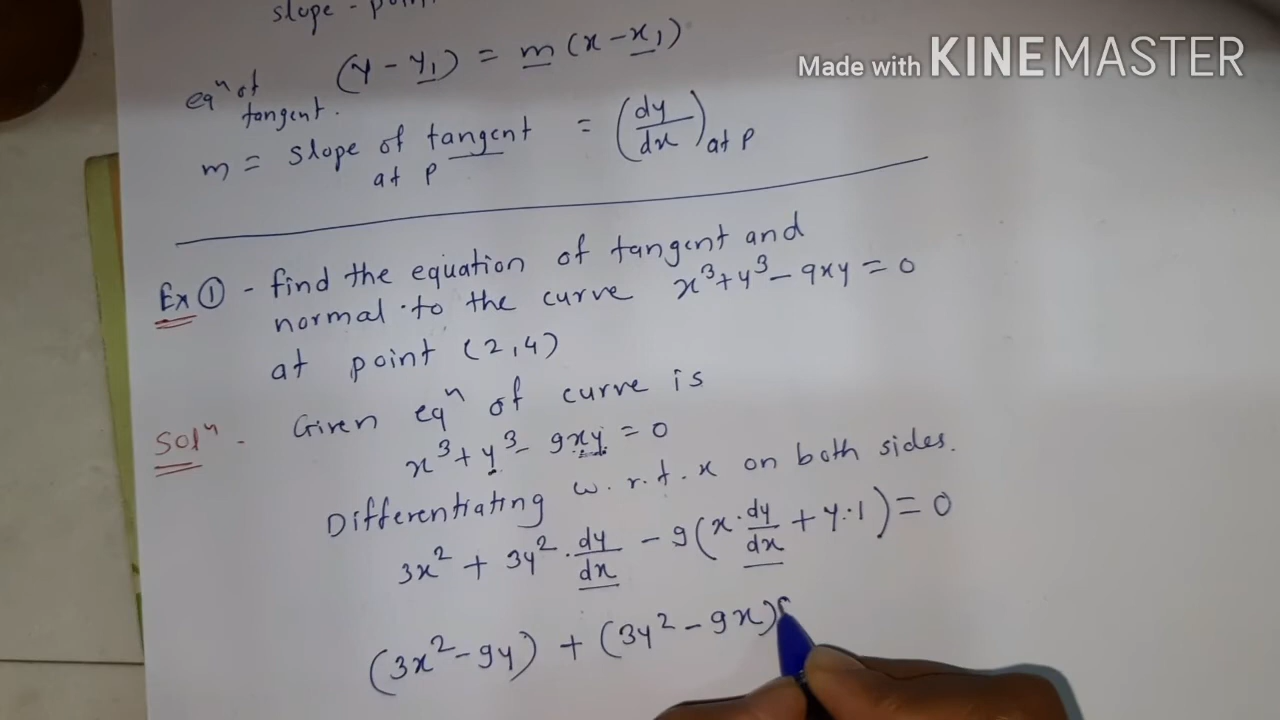 slope - point
Made with KINEMASTER
eqⁿ of tangent. (y - y₁) = m (x - x₁)
m = slope of tangent at P = (dy/dx) at P
Ex ① - find the equation of tangent and
normal to the curve x³ + y³ - 9xy = 0
at point (2,4)
Solⁿ - Given eqⁿ of curve is
x³ + y³ - 9xy = 0
Differentiating w.r.t. x on both sides.
3x² + 3y² · dy/dx - 9(x · dy/dx + y · 1) = 0
(3x² - 9y) + (3y² - 9x)